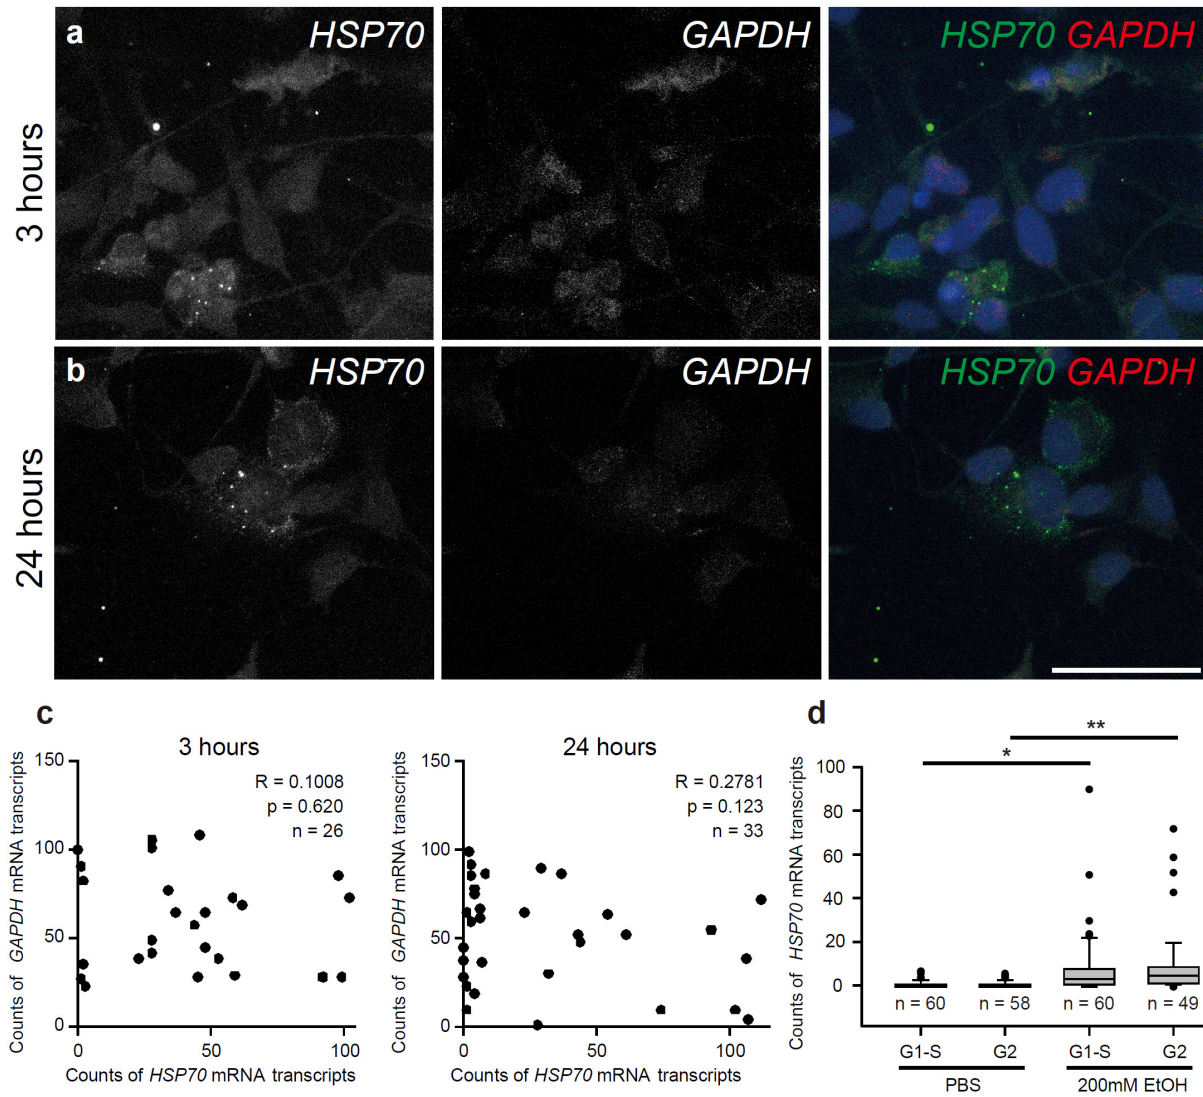 a
HSP70
GAPDH
HSP70 GAPDH
3 hours
b
HSP70
GAPDH
HSP70 GAPDH
24 hours
c
3 hours
R = 0.1008
p = 0.620
n = 26
Counts of GAPDH mRNA transcripts
150
100
50
0
0 50 100
Counts of HSP70 mRNA transcripts
24 hours
R = 0.2781
p = 0.123
n = 33
Counts of GAPDH mRNA transcripts
150
100
50
0
0 50 100
Counts of HSP70 mRNA transcripts
d
**
*
Counts of HSP70 mRNA transcripts
100
80
60
40
20
0
n = 60 n = 58 n = 60 n = 49
G1-S G2 G1-S G2
PBS 200mM EtOH